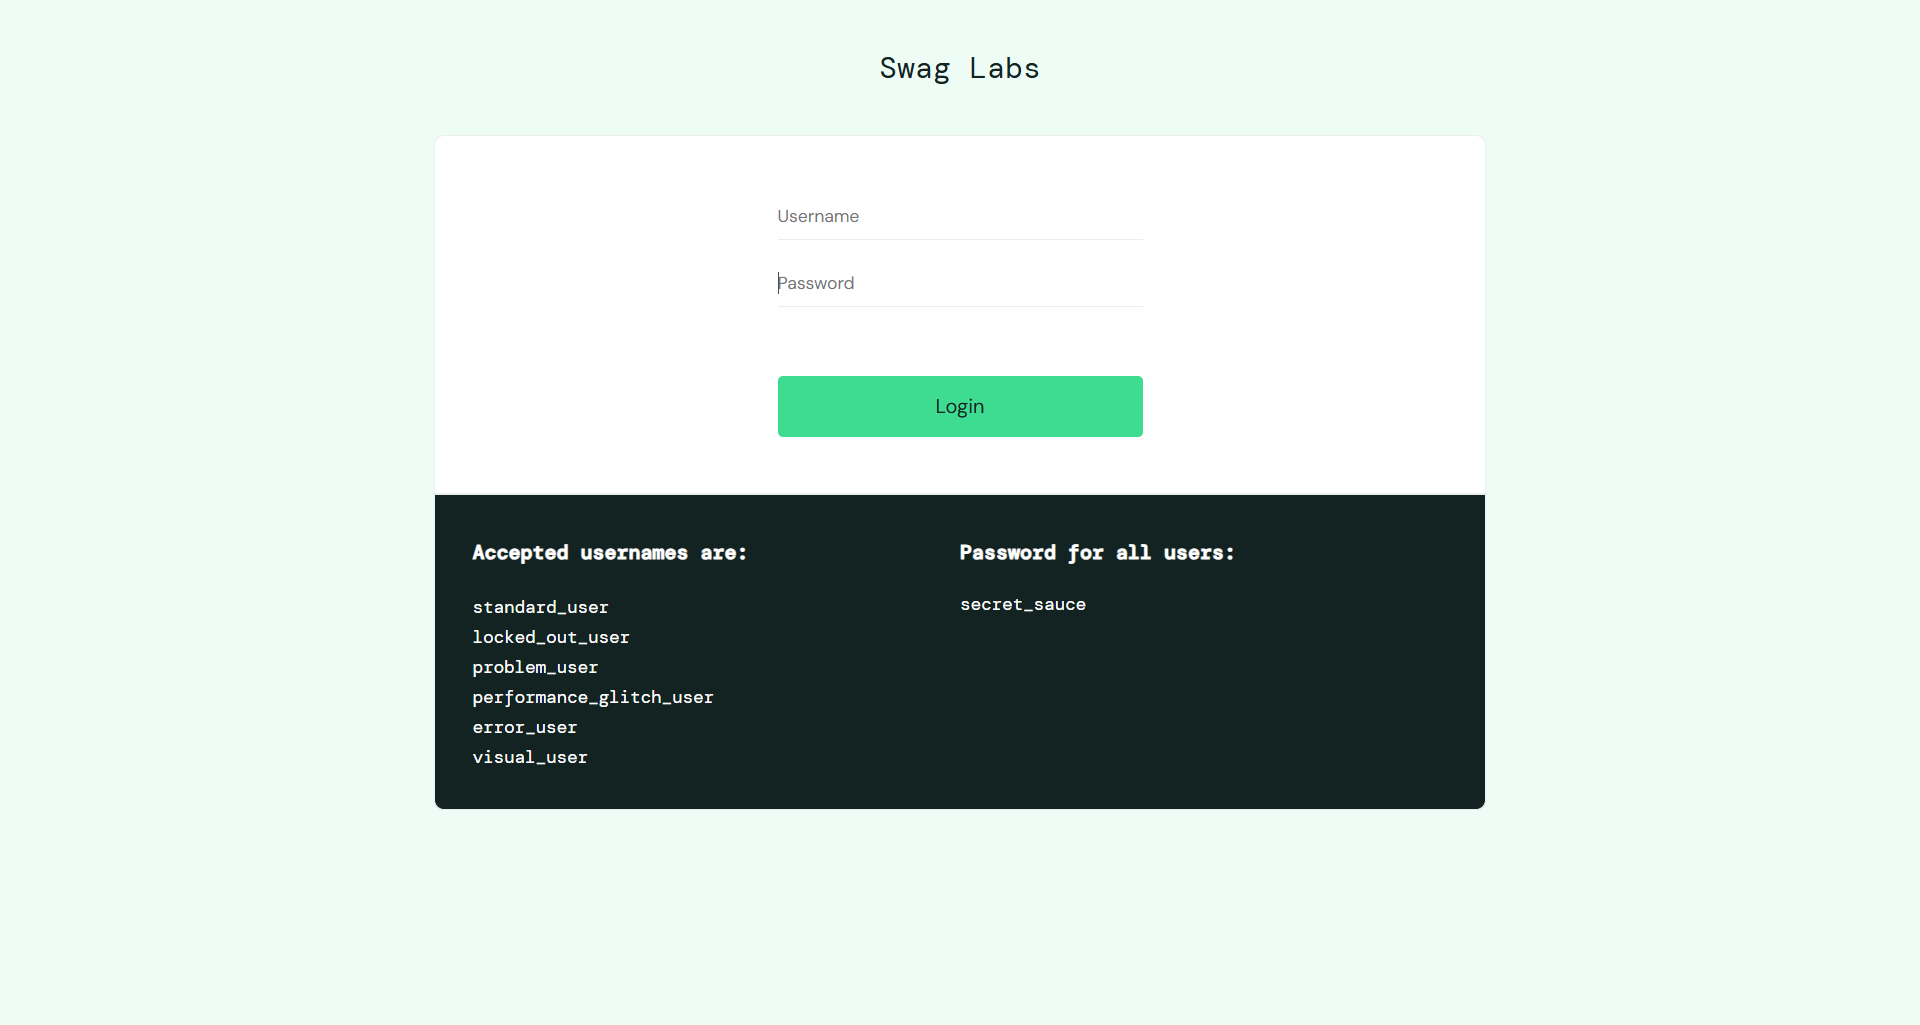 Swag Labs
Username
Password
Login
Accepted usernames are:
standard_user
locked_out_user
problem_user
performance_glitch_user
error_user
visual_user
Password for all users:
secret_sauce